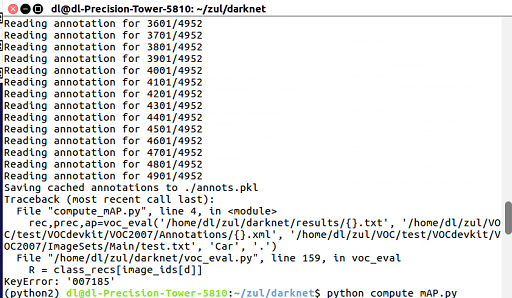 dl@dl-Precision-Tower-5810: ~/zul/darknet
Reading annotation for 3601/4952
Reading annotation for 3701/4952
Reading annotation for 3801/4952
Reading annotation for 3901/4952
Reading annotation for 4001/4952
Reading annotation for 4101/4952
Reading annotation for 4201/4952
Reading annotation for 4301/4952
Reading annotation for 4401/4952
Reading annotation for 4501/4952
Reading annotation for 4601/4952
Reading annotation for 4701/4952
Reading annotation for 4801/4952
Reading annotation for 4901/4952
Saving cached annotations to ./annots.pkl
Traceback (most recent call last):
File "compute_mAP.py", line 4, in <module>
rec,prec,ap=voc_eval('/home/dl/zul/darknet/results/{}.txt', '/home/dl/zul/VO
C/test/VOCdevkit/VOC2007/Annotations/{}.xml', '/home/dl/zul/VOC/test/VOCdevkit/V
OC2007/ImageSets/Main/test.txt', 'Car', '.')
File "/home/dl/zul/darknet/voc_eval.py", line 159, in voc_eval
R = class_recs[image_ids[d]]
KeyError: '007185'
(python2) dl@dl-Precision-Tower-5810:~/zul/darknet$ python compute mAP.py